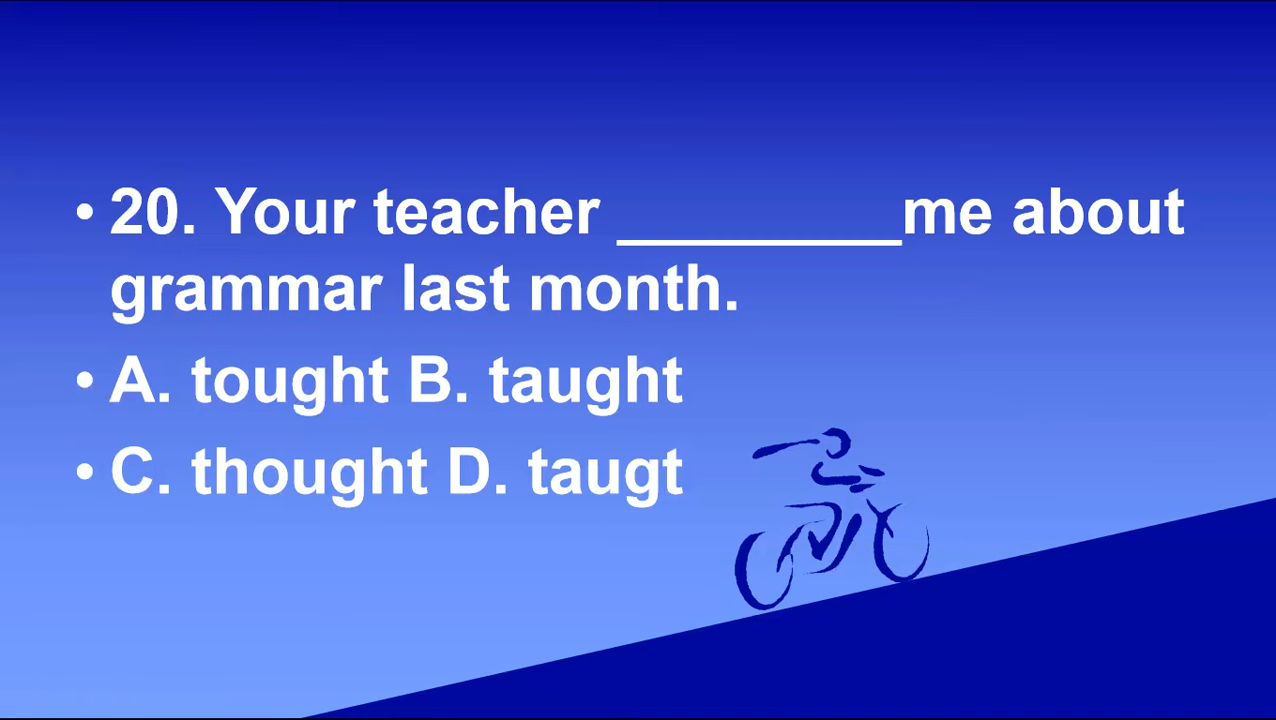 • 20. Your teacher _________me about
grammar last month.
• A. tought B. taught
• C. thought D. taugt